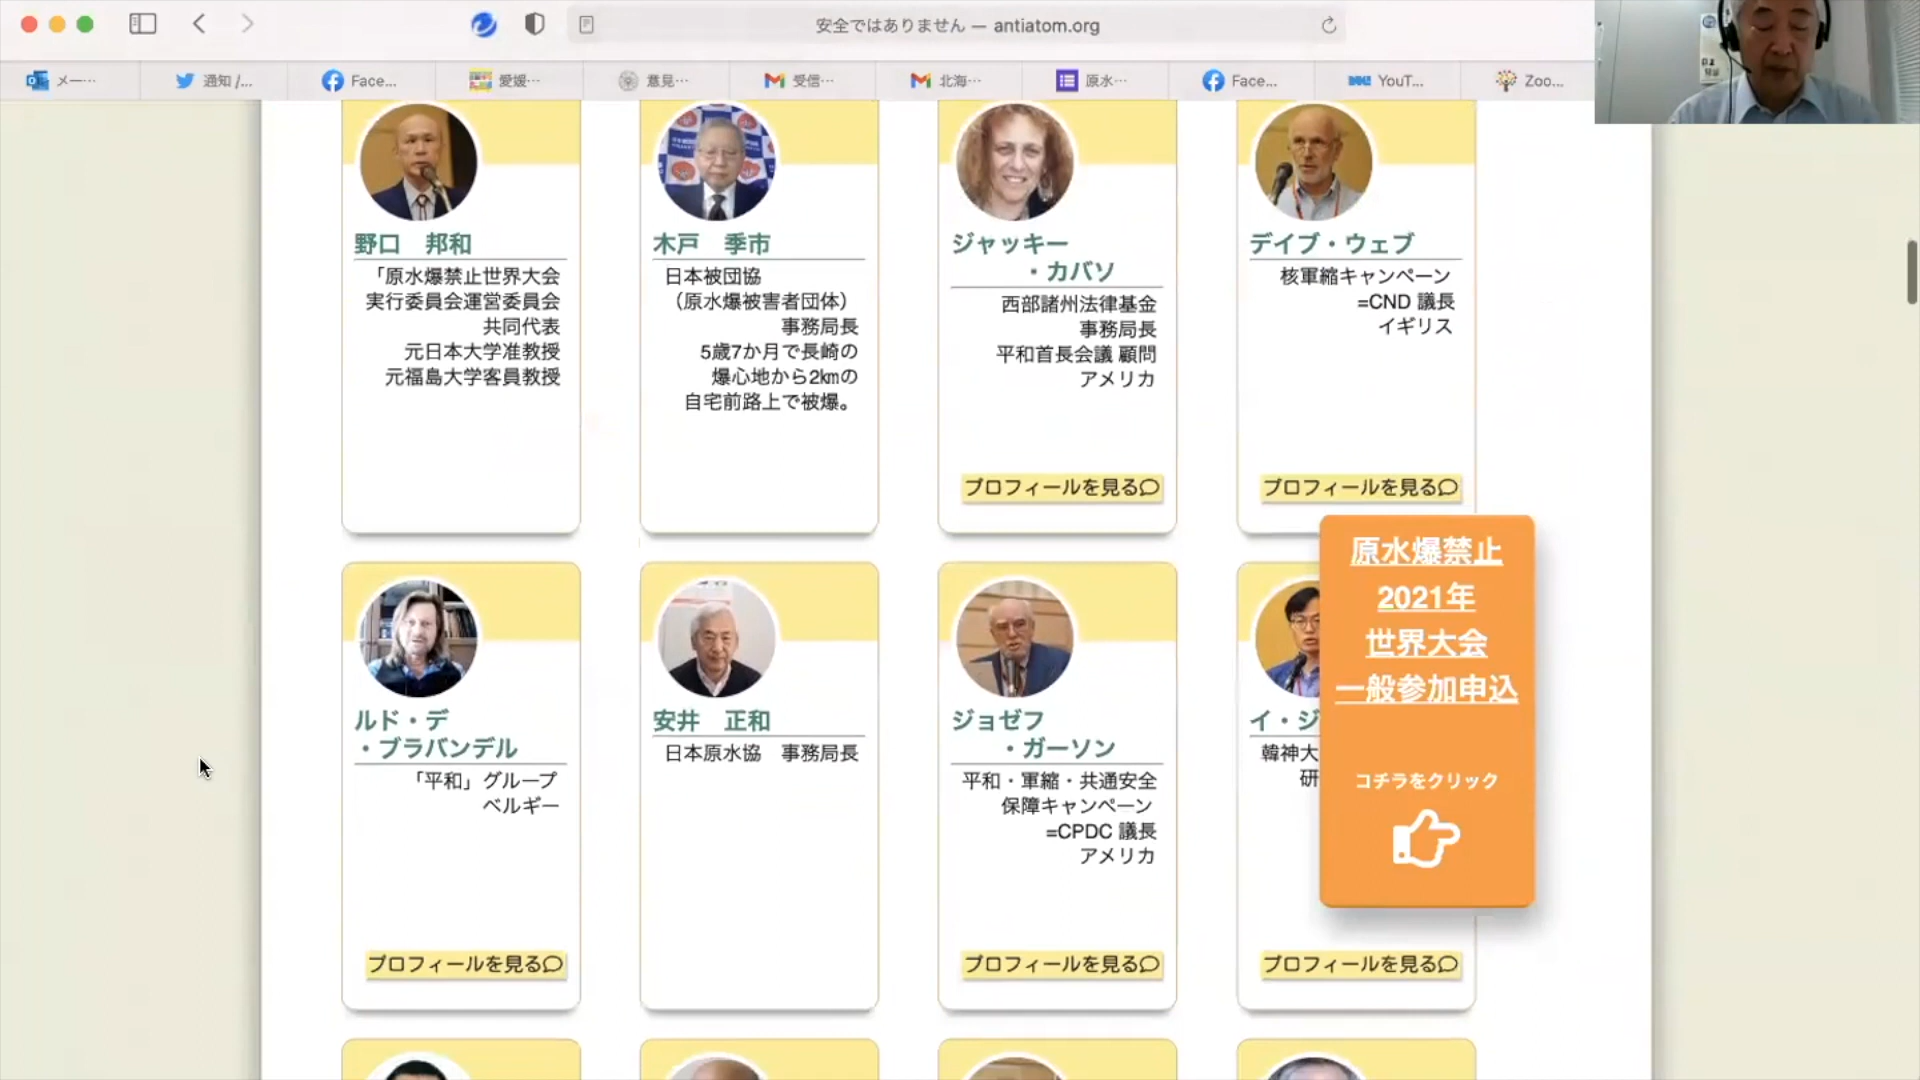 安全ではありません — antiatom.org
メー…
通知 /...
Face...
愛媛…
意見…
受信…
北海…
原水…
Face...
YouT...
Zoo...
野口 邦和
「原水爆禁止世界大会
実行委員会運営委員会
共同代表
元日本大学准教授
元福島大学客員教授
木戸 季市
日本被団協
（原水爆被害者団体）
事務局長
5歳7か月で長崎の
爆心地から2㎞の
自宅前路上で被爆。
ジャッキー
・カバソ
西部諸州法律基金
事務局長
平和首長会議 顧問
アメリカ
プロフィールを見る
デイブ・ウェブ
核軍縮キャンペーン
=CND 議長
イギリス
プロフィールを見る
ルド・デ
・ブラバンデル
「平和」グループ
ベルギー
プロフィールを見る
安井 正和
日本原水協 事務局長
ジョゼフ
・ガーソン
平和・軍縮・共通安全
保障キャンペーン
=CPDC 議長
アメリカ
プロフィールを見る
イ・ジ
韓神大
研
プロフィールを見る
原水爆禁止
2021年
世界大会
一般参加申込
コチラをクリック